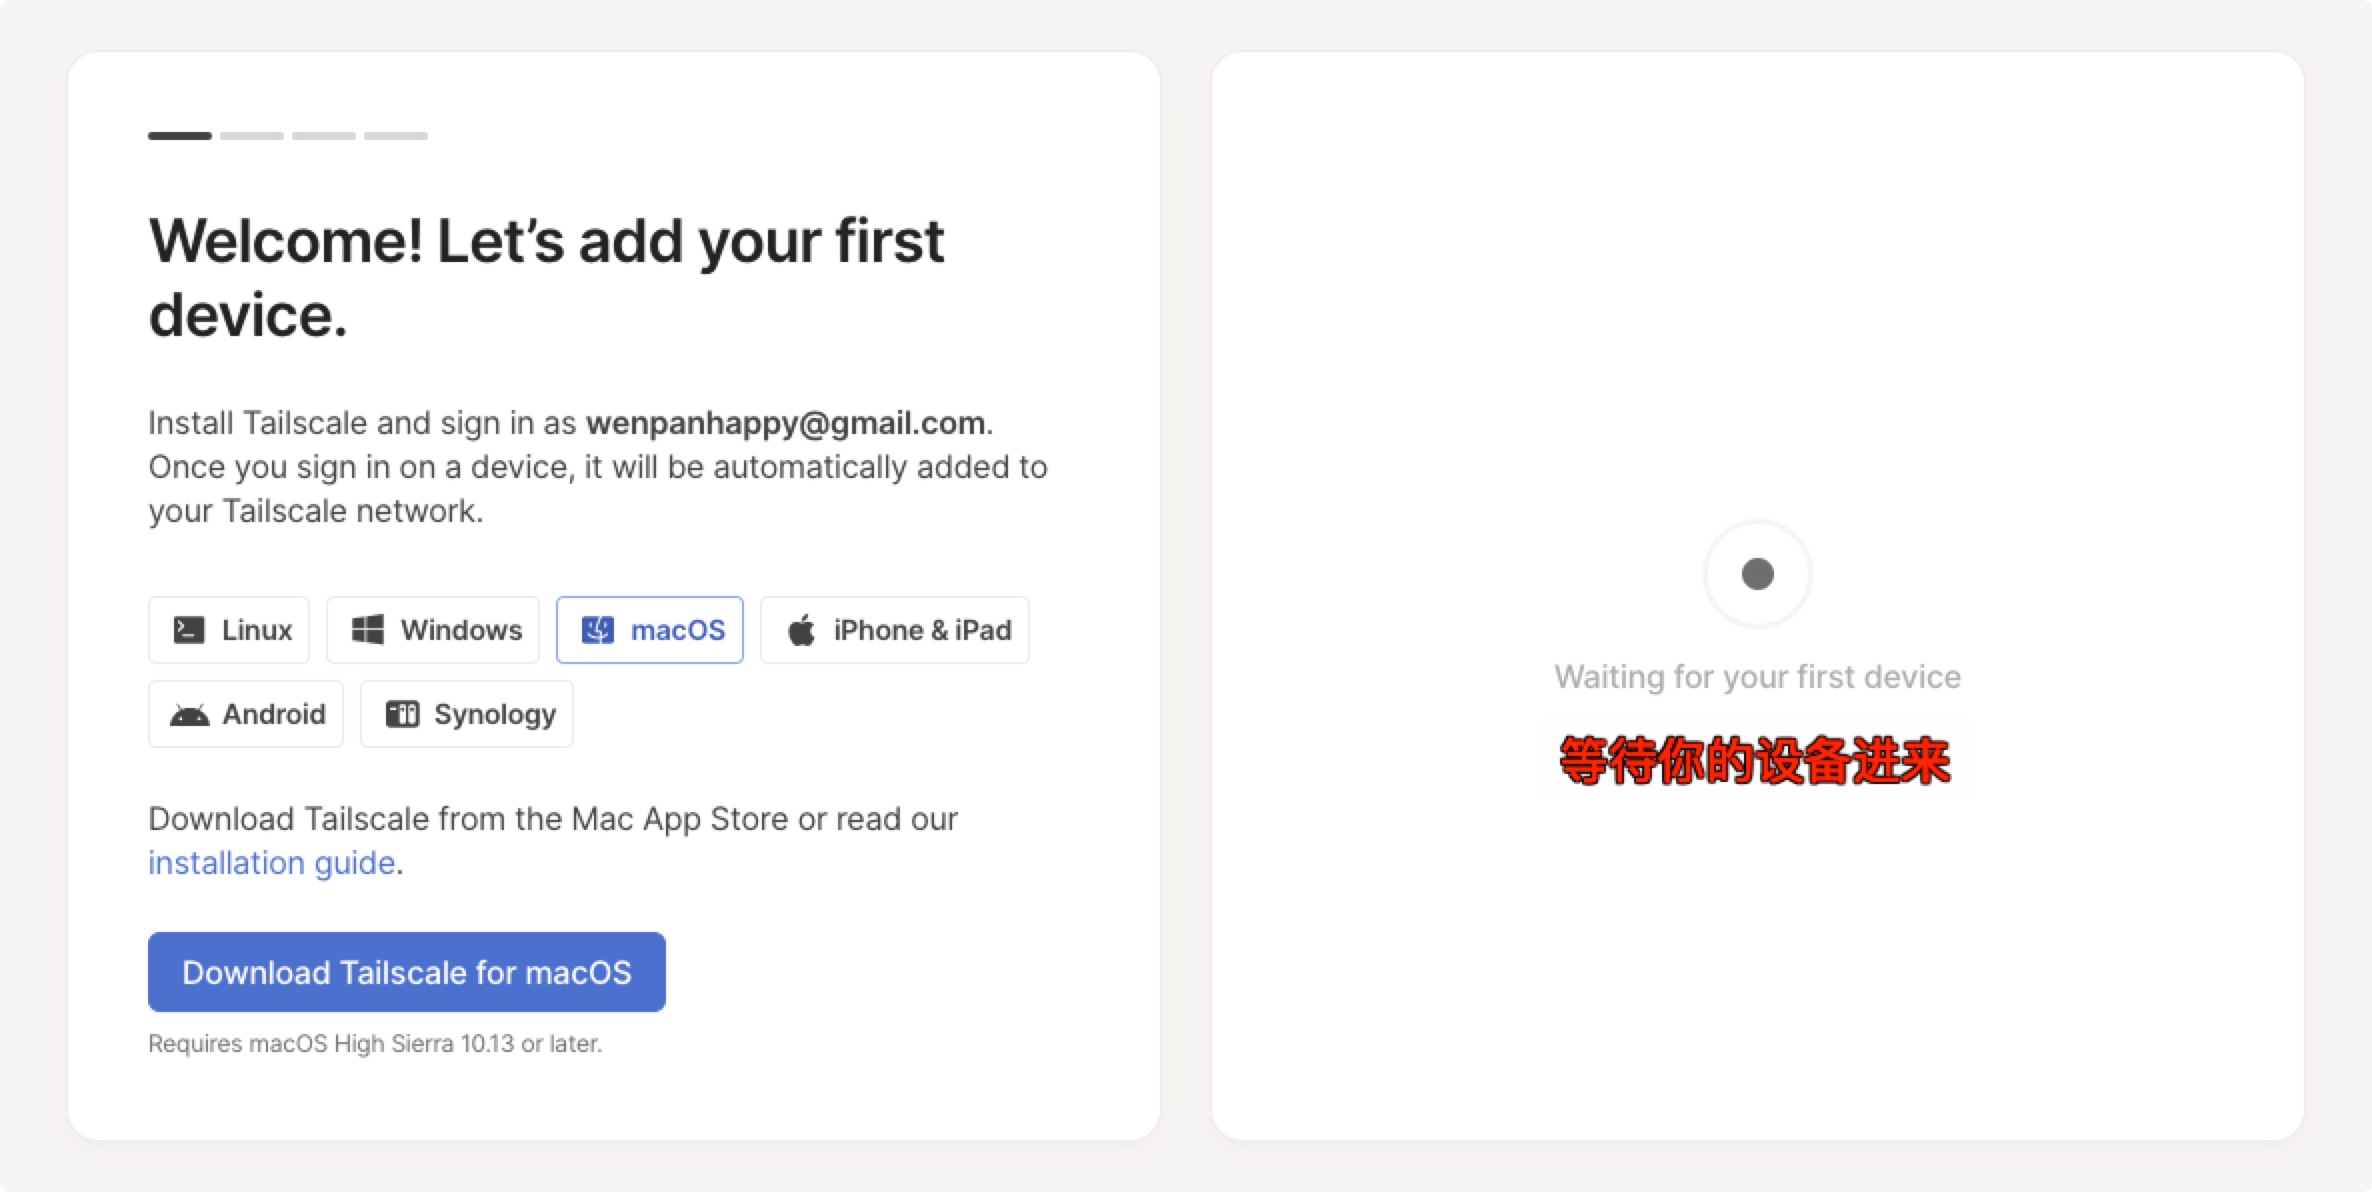 Welcome! Let’s add your first
device.
Install Tailscale and sign in as wenpanhappy@gmail.com.
Once you sign in on a device, it will be automatically added to
your Tailscale network.
Linux
Windows
macOS
iPhone & iPad
Android
Synology
Download Tailscale from the Mac App Store or read our
installation guide.
Download Tailscale for macOS
Requires macOS High Sierra 10.13 or later.
Waiting for your first device
等待你的设备进来